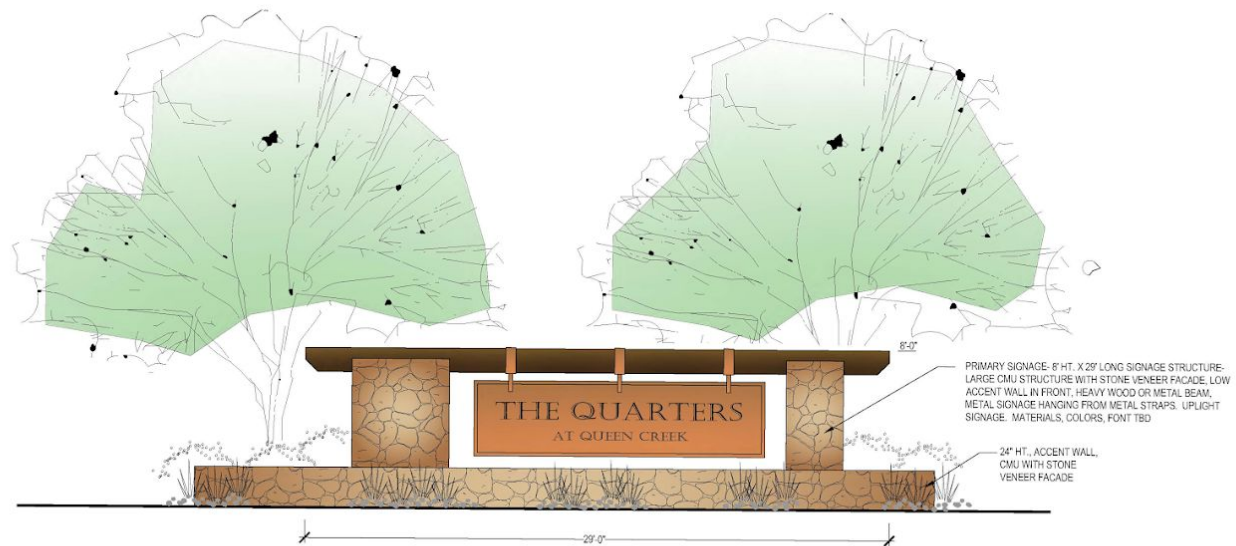 8'-0"
THE QUARTERS
AT QUEEN CREEK
PRIMARY SIGNAGE- 8' HT. X 29' LONG SIGNAGE STRUCTURE-
LARGE CMU STRUCTURE WITH STONE VENEER FACADE, LOW
ACCENT WALL IN FRONT, HEAVY WOOD OR METAL BEAM,
METAL SIGNAGE HANGING FROM METAL STRAPS. UPLIGHT
SIGNAGE. MATERIALS, COLORS, FONT TBD
24" HT., ACCENT WALL,
CMU WITH STONE
VENEER FACADE
29'-0"